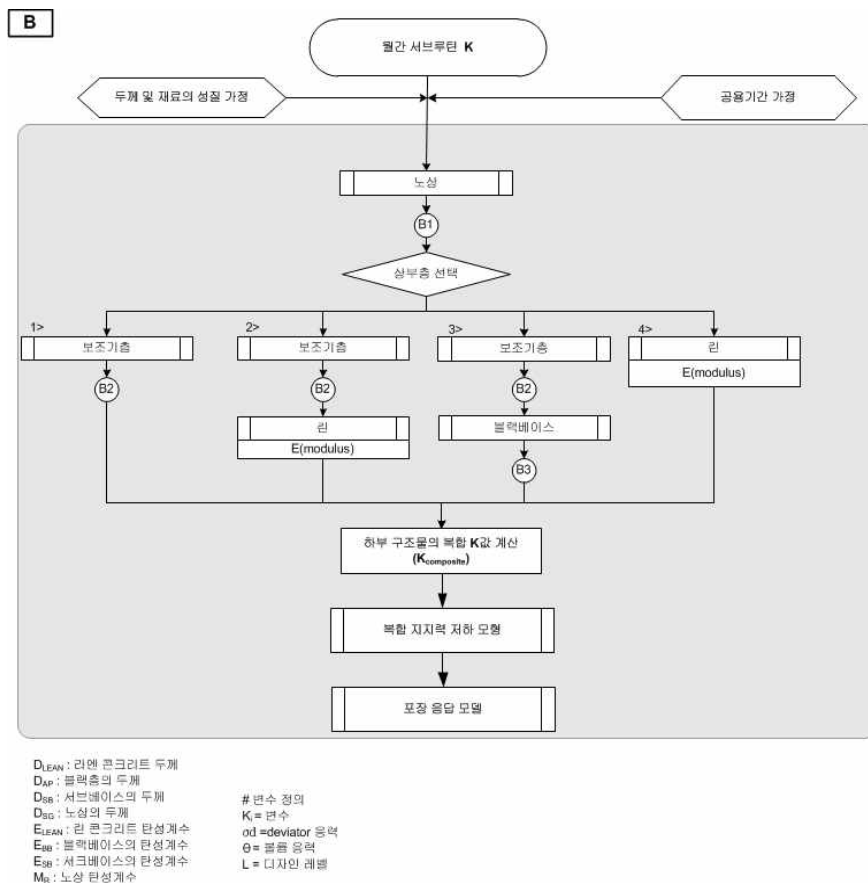 B
월간 서브루틴 K
두께 및 재료의 성질 가정
공용기간 가정
노상
B1
상부층 선택
1>
2>
3>
4>
보조기층
보조기층
보조기층
린
E(modulus)
B2
B2
B2
린
E(modulus)
블랙베이스
B3
하부 구조물의 복합 K값 계산
(Kcomposite)
복합 지지력 저하 모형
포장 응답 모델
DLEAN : 라엔 콘크리트 두께
DAP : 블랙층의 두께
DSB : 서브베이스의 두께
DSG : 노상의 두께
ELEAN : 린 콘크리트 탄성계수
EBB : 블랙베이스의 탄성계수
ESB : 서크베이스의 탄성계수
MR : 노상 탄성계수
# 변수 정의
Ki = 변수
σd =deviator 응력
Θ = 볼륨 응력
L = 디자인 레벨